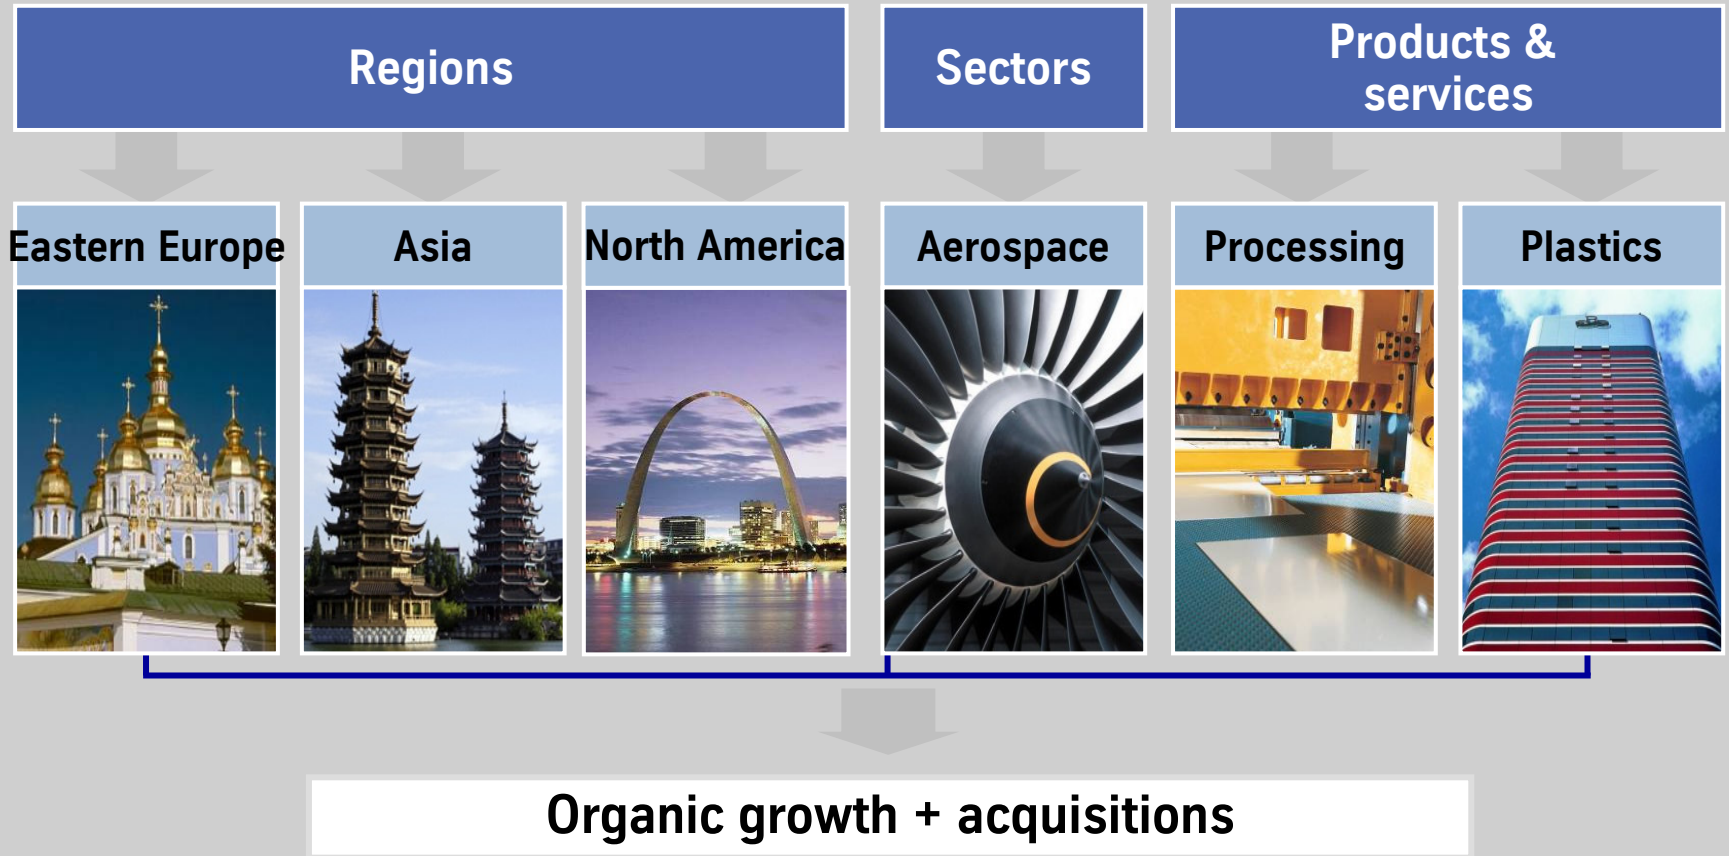 Regions
Sectors
Products &
services
Eastern Europe
Asia
North America
Aerospace
Processing
Plastics
Organic growth + acquisitions